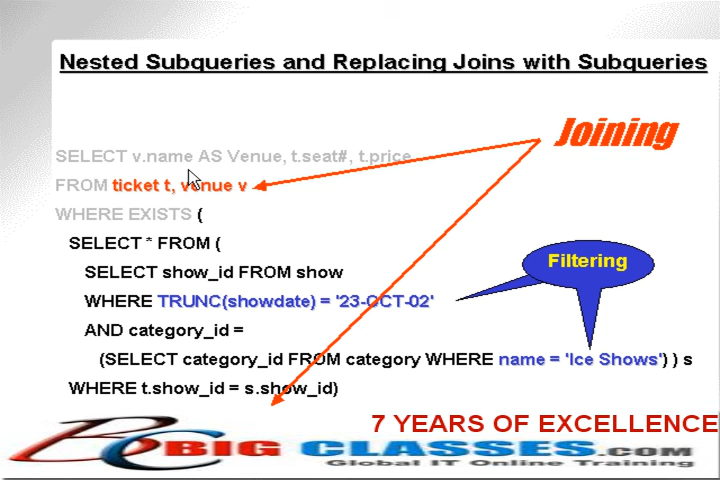 Nested Subqueries and Replacing Joins with Subqueries
Joining
SELECT v.name AS Venue, t.seat#, t.price
FROM ticket t, venue v
WHERE EXISTS (
SELECT * FROM (
Filtering
SELECT show_id FROM show
WHERE TRUNC(showdate) = '23-OCT-02'
AND category_id =
(SELECT category_id FROM category WHERE name = 'Ice Shows') ) s
WHERE t.show_id = s.show_id)
7 YEARS OF EXCELLENCE
BC BIG CLASSES.COM
Global IT Online Training